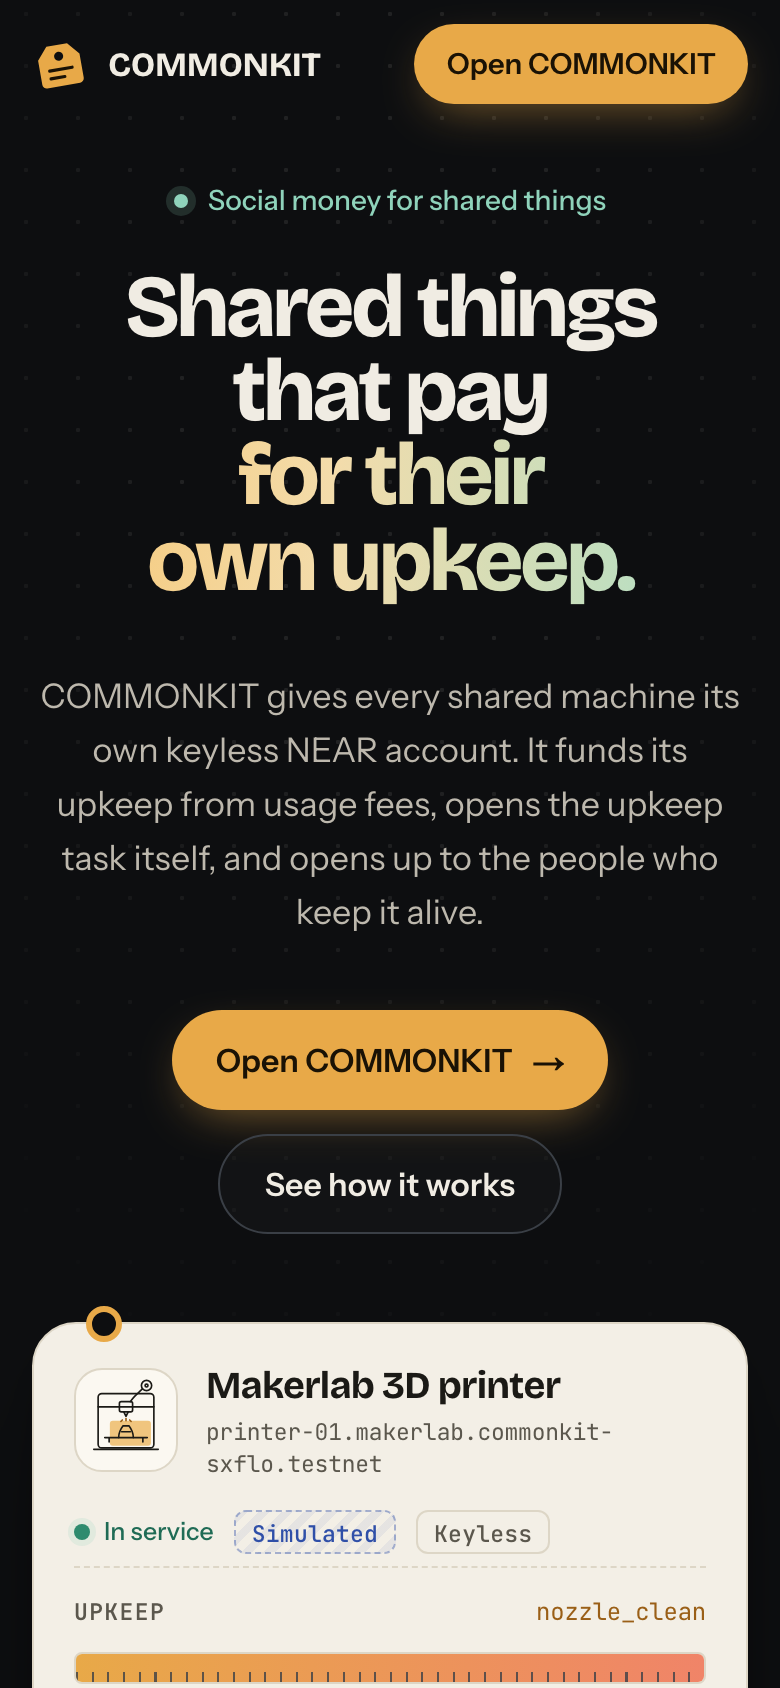 COMMONKIT
Open COMMONKIT
Social money for shared things
Shared things
that pay
for their
own upkeep.
COMMONKIT gives every shared machine its
own keyless NEAR account. It funds its
upkeep from usage fees, opens the upkeep
task itself, and opens up to the people who
keep it alive.
Open COMMONKIT →
See how it works
Makerlab 3D printer
printer-01.makerlab.commonkit-
sxflo.testnet
In service Simulated Keyless
UPKEEP nozzle_clean